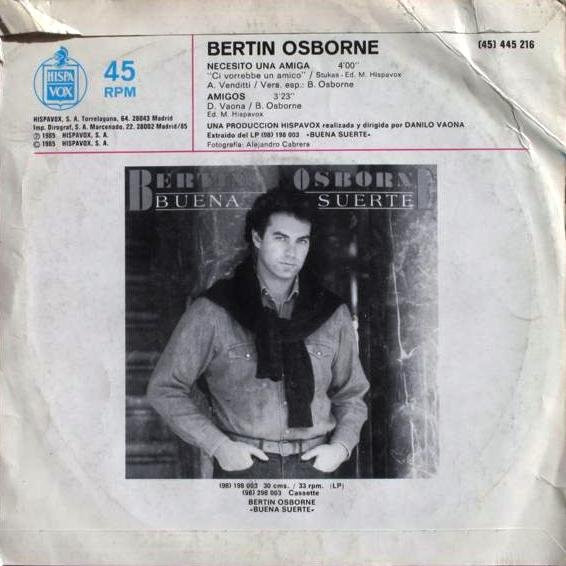 HISPA
VOX
45
RPM
HISPAVOX, S. A. Torrelaguna, 64. 28043 Madrid
Imp. Dirograf, S. A. Marcenado, 22. 28002 Madrid/85
Ⓟ 1985 HISPAVOX, S. A.
© 1985 HISPAVOX, S. A.
BERTIN OSBORNE
(45) 445 216
NECESITO UNA AMIGA 4'00"
"Ci vorrebbe un amico" / Stukas - Ed. M. Hispavox
A. Venditti / Vers. esp.: B. Osborne
AMIGOS 3'23"
D. Vaona / B. Osborne
Ed. M. Hispavox
UNA PRODUCCION HISPAVOX realizada y dirigida por DANILO VAONA
Extraído del LP (98) 198 003 «BUENA SUERTE»
Fotografía: Alejandro Cabrera
BERTIN OSBORNE
BUENA SUERTE
(98) 198 003 30 cms. / 33 rpm. (LP)
(98) 298 003 Cassette
BERTIN OSBORNE
«BUENA SUERTE»